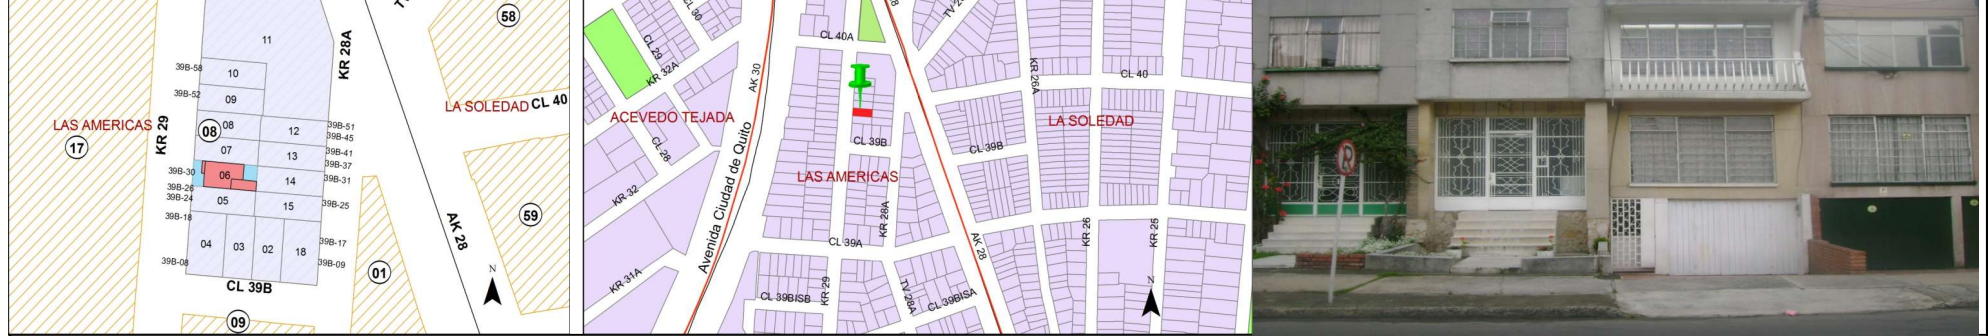 58
11
KR 28A
39B-58
10
39B-52
09
LA SOLEDAD CL 40
LAS AMERICAS
17
KR 29
08
08
12
39B-51
39B-45
07
13
39B-41
39B-37
39B-30
06
14
39B-31
39B-26
39B-24
05
15
39B-25
39B-18
04
03
02
18
39B-17
39B-09
39B-08
CL 39B
AK 28
59
01
N
09
CL 30
CL 29
KR 32A
AK 30
CL 40A
KR 26A
CL 40
ACEVEDO TEJADA
LA SOLEDAD
CL 28
CL 39B
CL 39B
LAS AMERICAS
KR 32
Avenida Ciudad de Quito
KR 28A
KR 26
KR 25
CL 39A
AK 28
KR 31A
CL 39BISB
KR 29
TV 28A
CL 39BISA
N